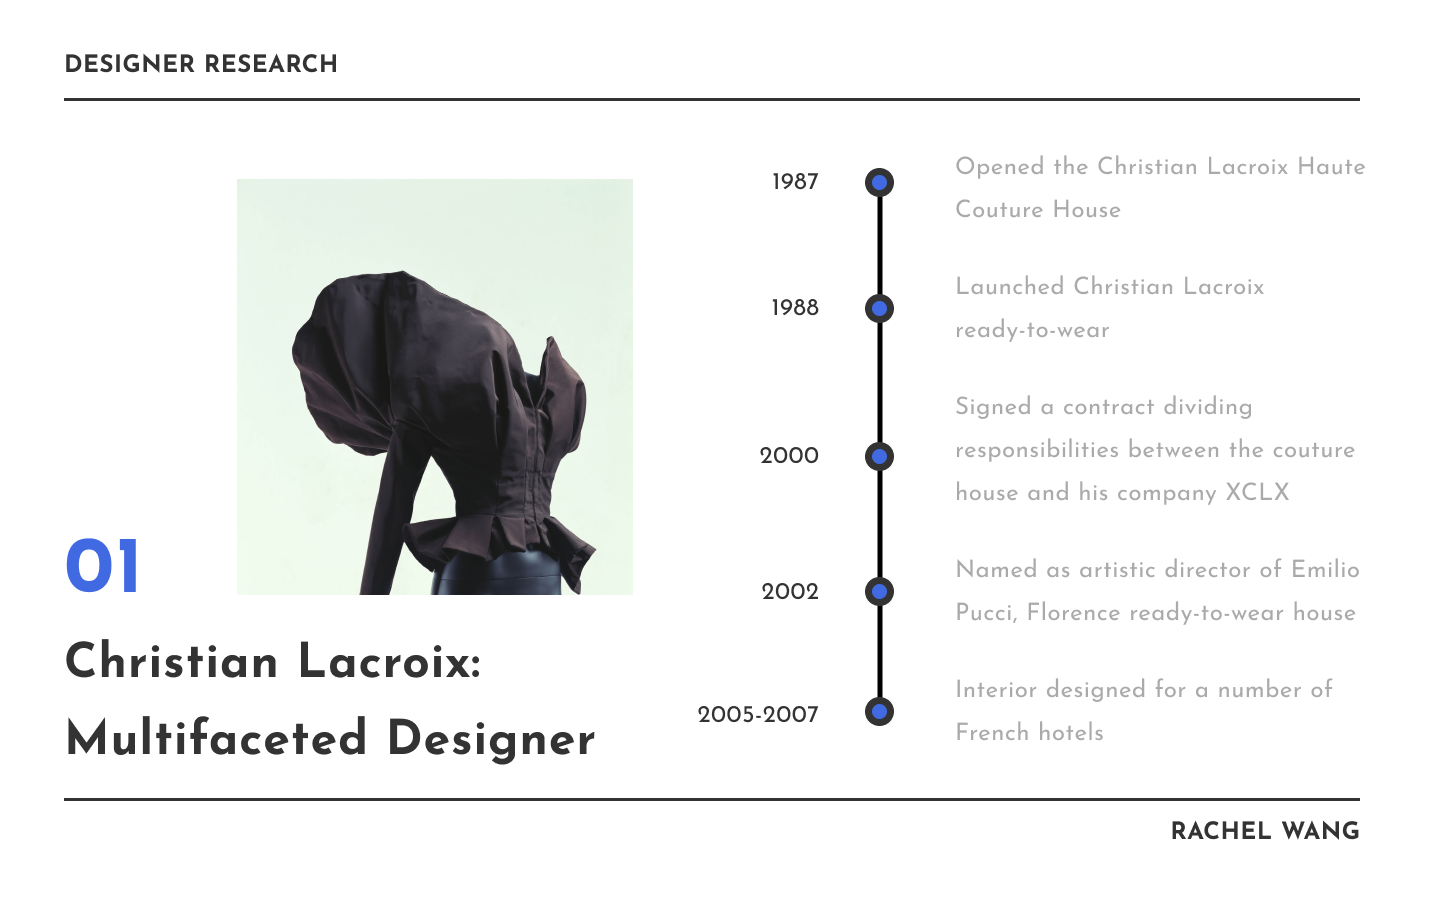 DESIGNER RESEARCH
01
Christian Lacroix:
Multifaceted Designer
1987
Opened the Christian Lacroix Haute
Couture House
1988
Launched Christian Lacroix
ready-to-wear
2000
Signed a contract dividing
responsibilities between the couture
house and his company XCLX
2002
Named as artistic director of Emilio
Pucci, Florence ready-to-wear house
2005-2007
Interior designed for a number of
French hotels
RACHEL WANG